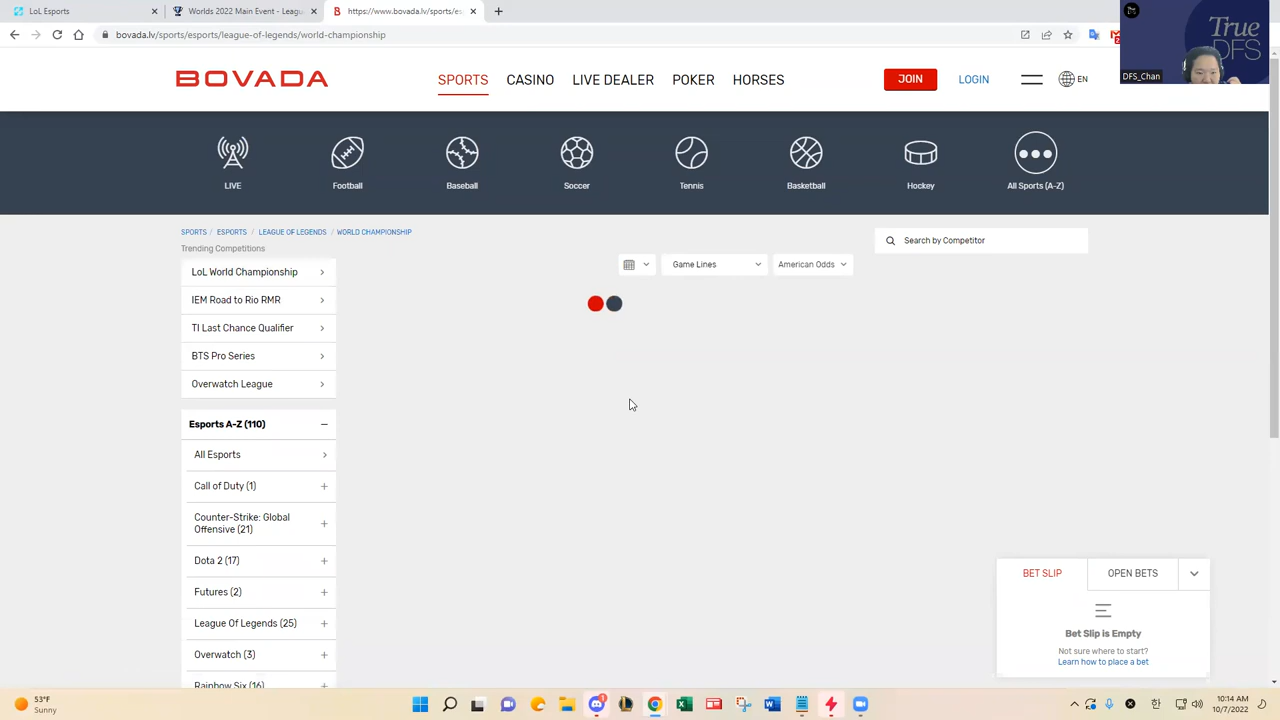 LoL Esports
Worlds 2022 Main Event - Leagu
https://www.bovada.lv/sports/es
bovada.lv/sports/esports/league-of-legends/world-championship
True
DFS
DFS_Chan
BOVADA
SPORTS CASINO LIVE DEALER POKER HORSES
JOIN LOGIN EN
LIVE Football Baseball Soccer Tennis Basketball Hockey All Sports (A-Z)
SPORTS / ESPORTS / LEAGUE OF LEGENDS / WORLD CHAMPIONSHIP
Trending Competitions
Search by Competitor
Game Lines American Odds
LoL World Championship
IEM Road to Rio RMR
TI Last Chance Qualifier
BTS Pro Series
Overwatch League
Esports A-Z (110)
All Esports
Call of Duty (1)
Counter-Strike: Global
Offensive (21)
Dota 2 (17)
Futures (2)
League Of Legends (25)
Overwatch (3)
Rainbow Six (16)
BET SLIP OPEN BETS
Bet Slip is Empty
Not sure where to start?
Learn how to place a bet
53°F
Sunny
한
10:14 AM
10/7/2022